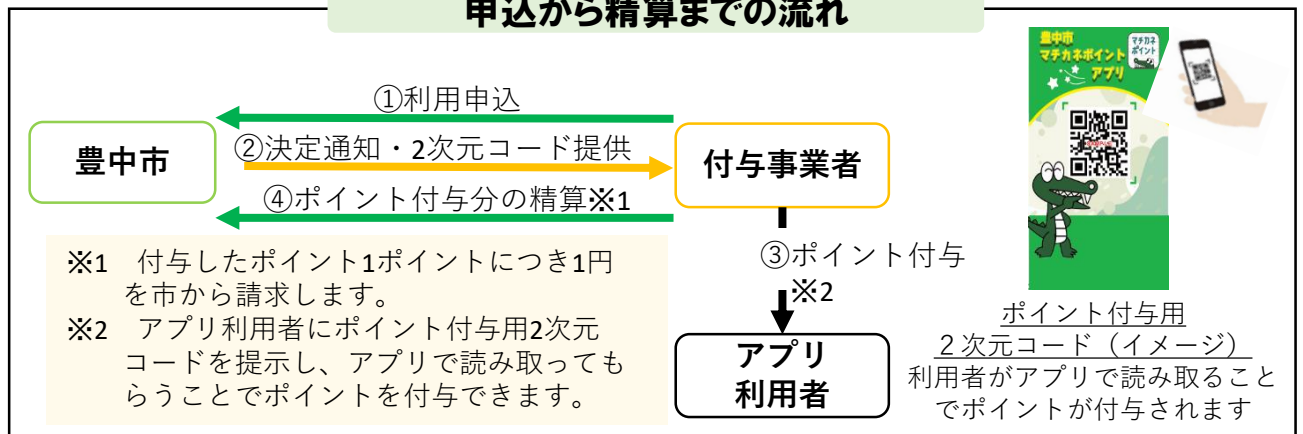 申込から精算までの流れ
①利用申込
豊中市
②決定通知・2次元コード提供
付与事業者
④ポイント付与分の精算※1
※1 付与したポイント1ポイントにつき1円
を市から請求します。
※2 アプリ利用者にポイント付与用2次元
コードを提示し、アプリで読み取っても
らうことでポイントを付与できます。
③ポイント付与
※2
アプリ
利用者
豊中市
マチカネポイント
アプリ
マチカネ
ポイント
ポイント付与用
２次元コード（イメージ）
利用者がアプリで読み取ること
でポイントが付与されます